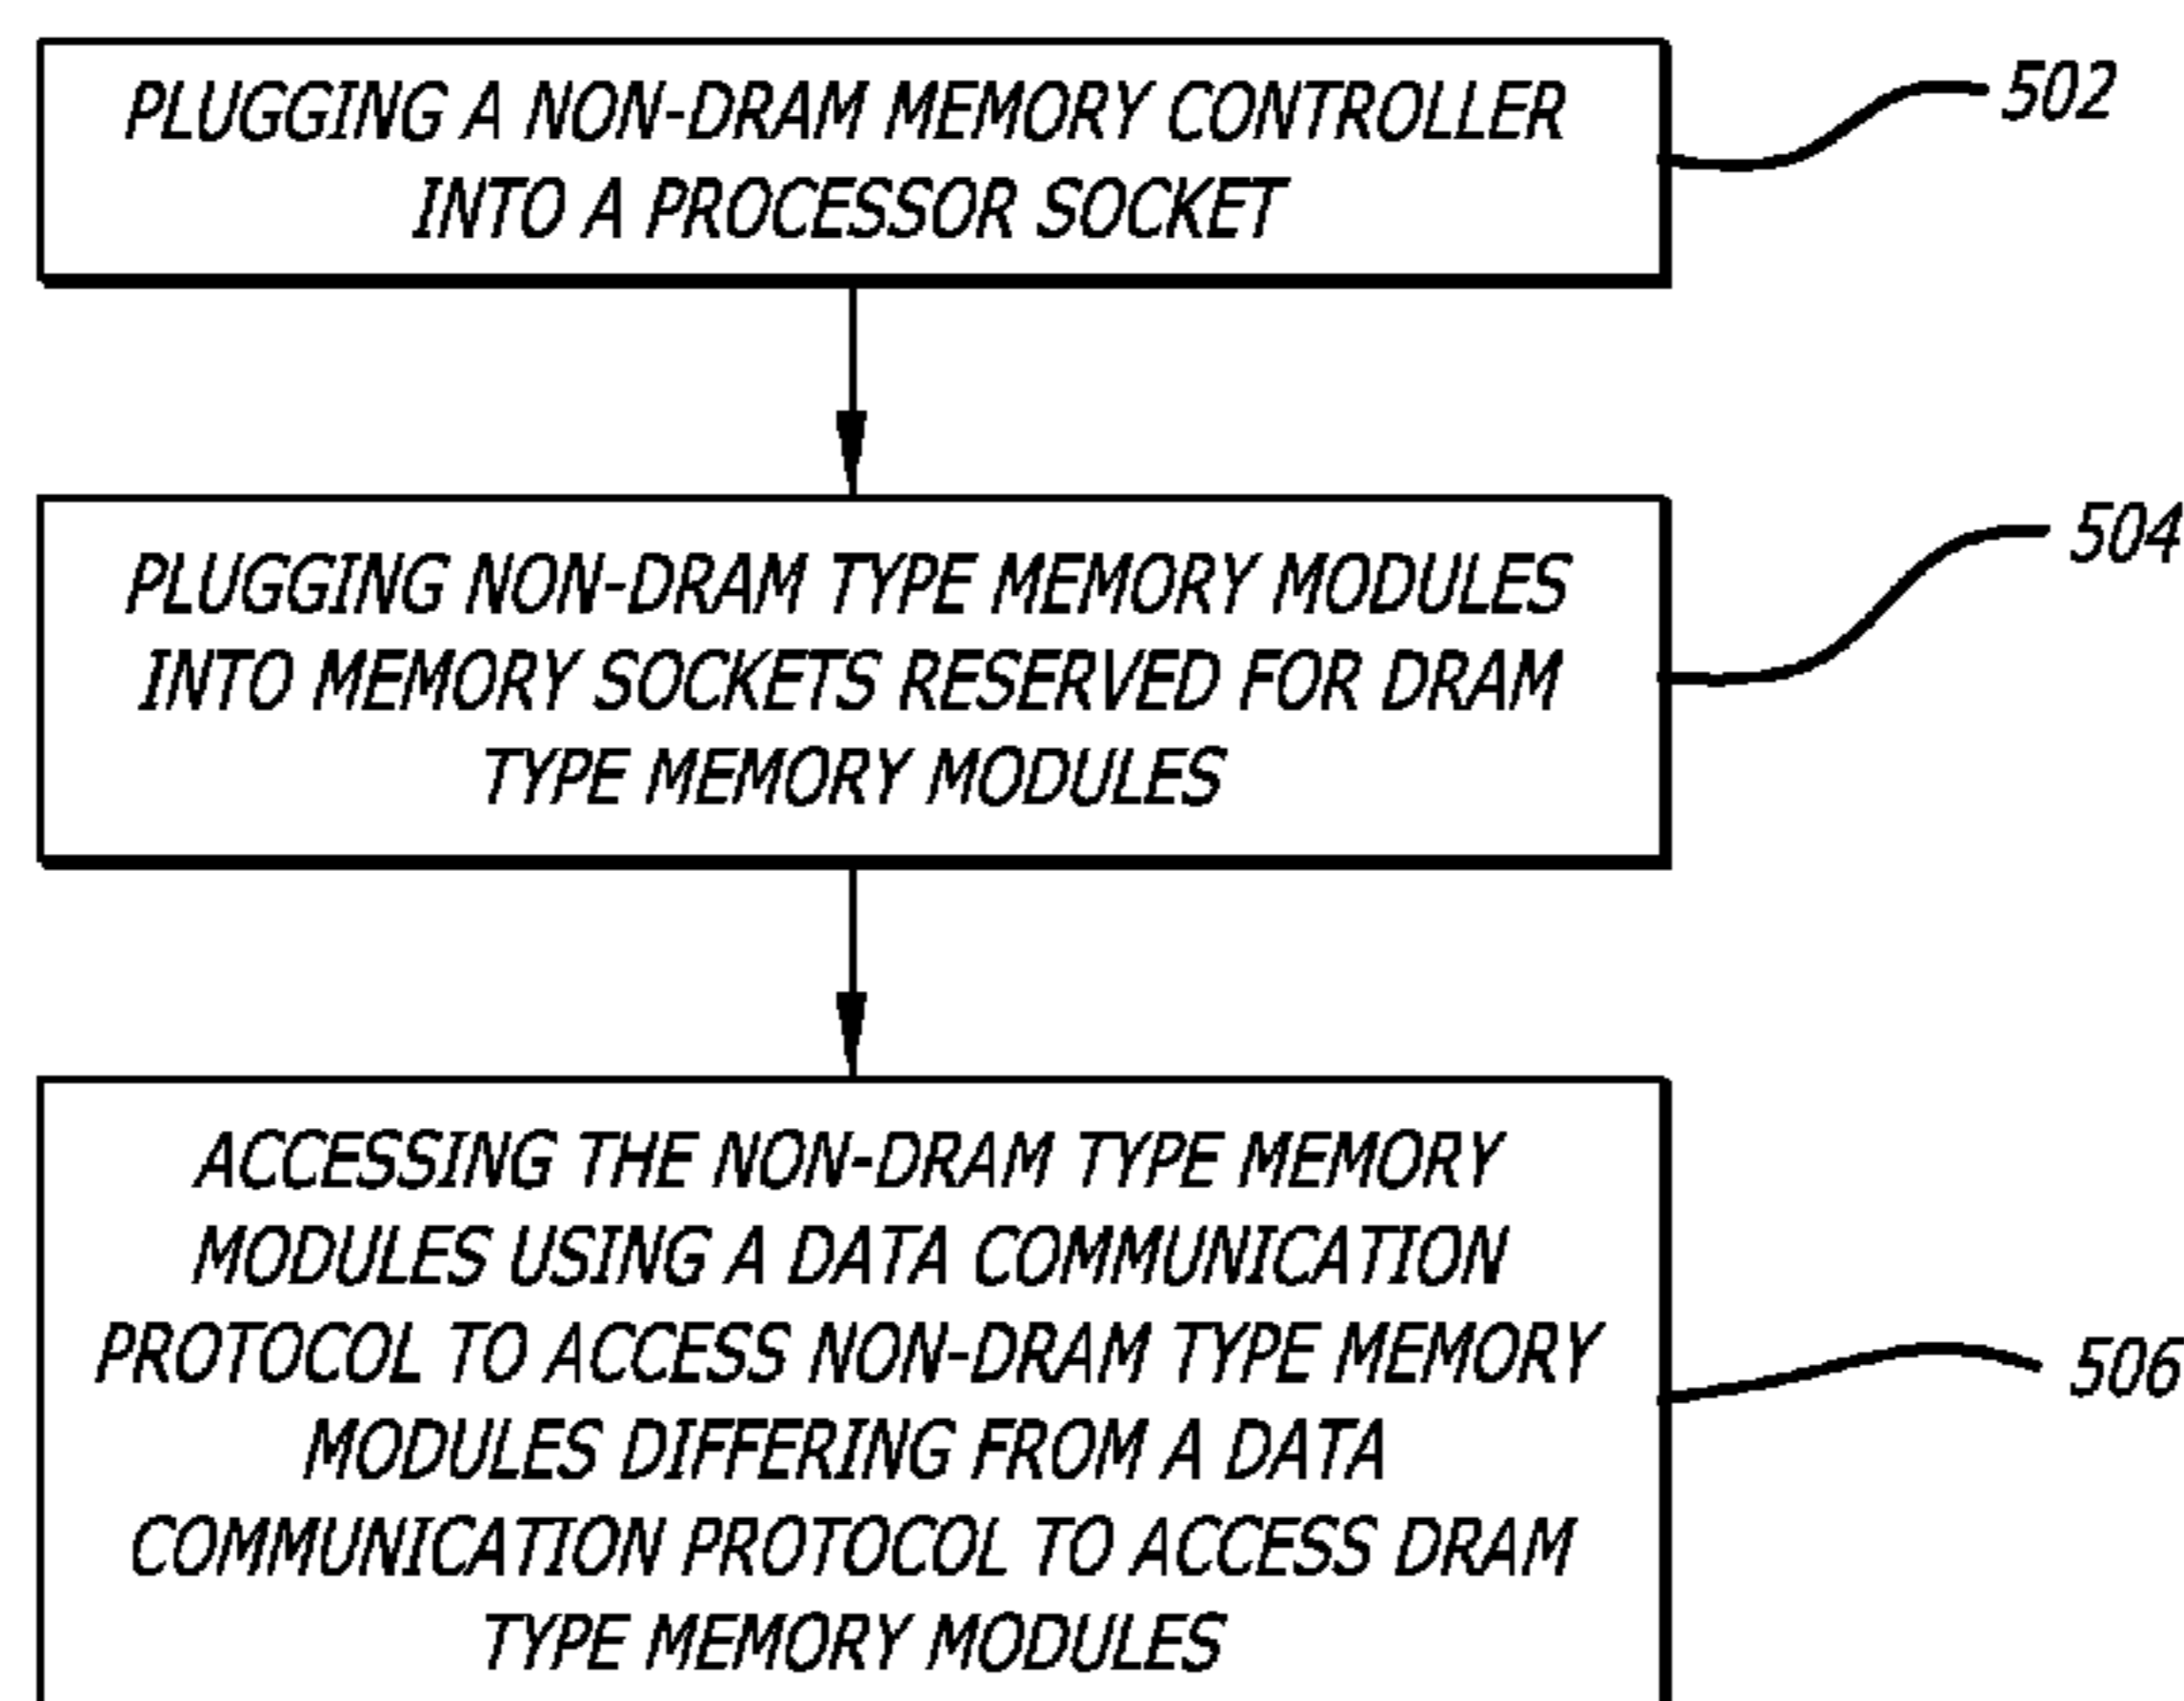 PLUGGING A NON-DRAM MEMORY CONTROLLER
INTO A PROCESSOR SOCKET
502
PLUGGING NON-DRAM TYPE MEMORY MODULES
INTO MEMORY SOCKETS RESERVED FOR DRAM
TYPE MEMORY MODULES
504
ACCESSING THE NON-DRAM TYPE MEMORY
MODULES USING A DATA COMMUNICATION
PROTOCOL TO ACCESS NON-DRAM TYPE MEMORY
MODULES DIFFERING FROM A DATA
COMMUNICATION PROTOCOL TO ACCESS DRAM
TYPE MEMORY MODULES
506